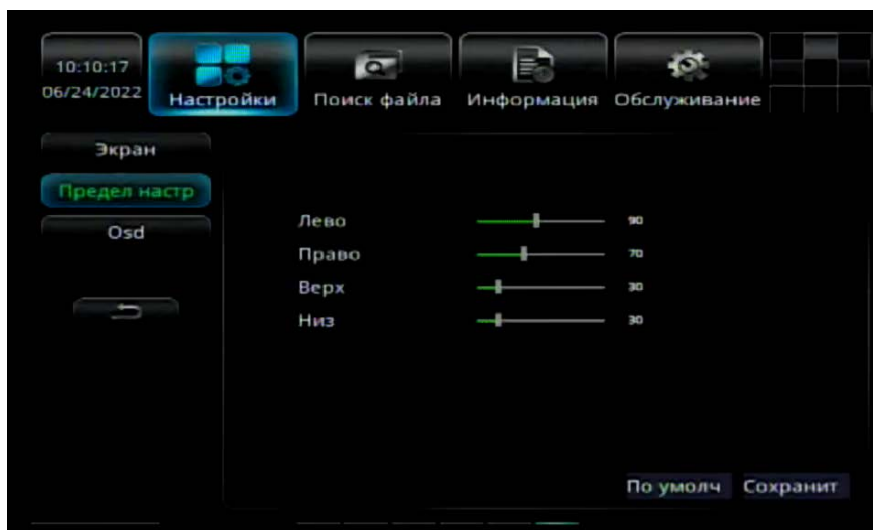 10:10:17
06/24/2022
Настройки
Поиск файла
Информация
Обслуживание
Экран
Предел настр
Osd
Лево 90
Право 70
Верх 30
Низ 30
По умолч Сохранит